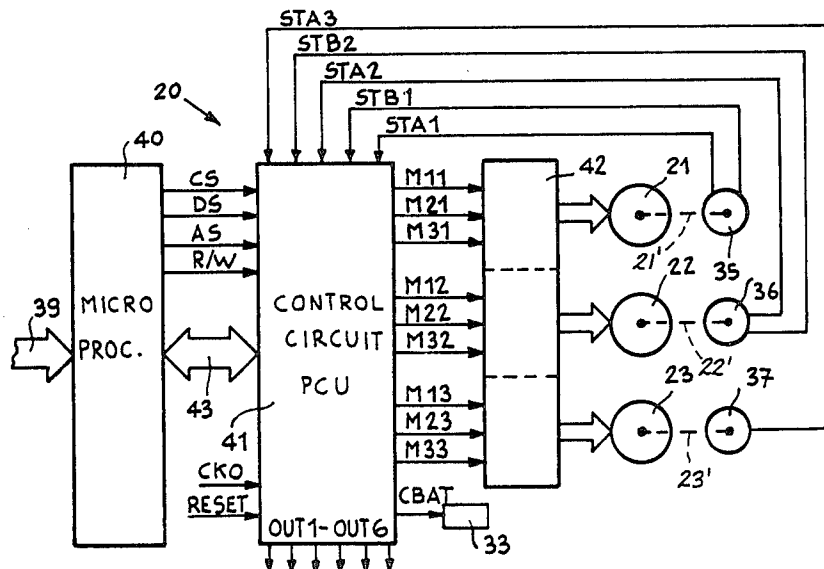 STA3
STB2
STA2
STB1
STA1
20
40
CS
DS
AS
R/W
M11
M21
M31
42
21
21'
35
39
MICRO
PROC.
43
CONTROL
CIRCUIT
PCU
41
M12
M22
M32
22
22'
36
M13
M23
M33
23
23'
37
CKO
RESET
CBAT
33
OUT1-OUT6